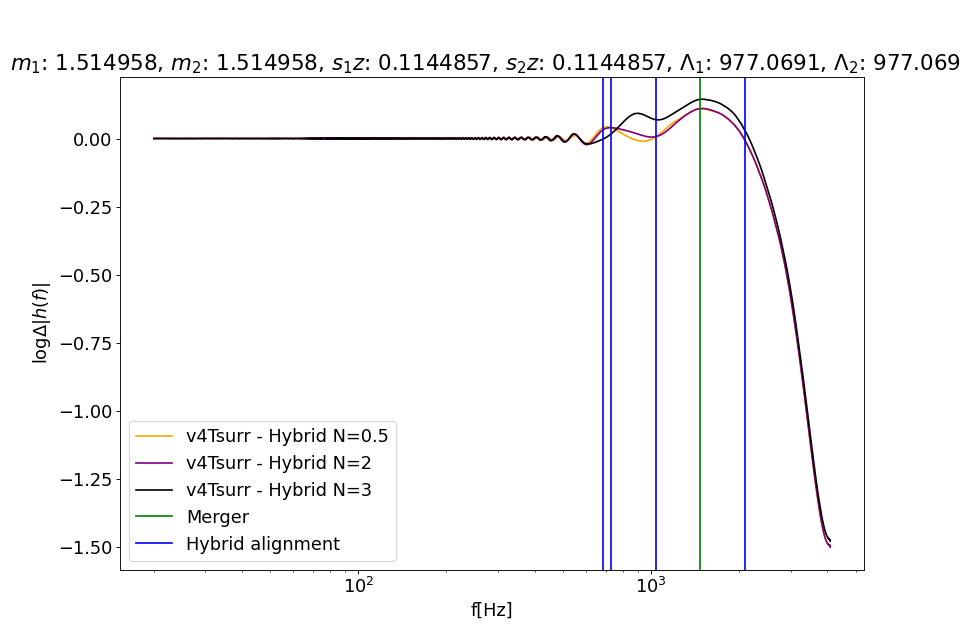 m₁: 1.514958, m₂: 1.514958, s₁z: 0.1144857, s₂z: 0.1144857, Λ₁: 977.0691, Λ₂: 977.069
0.00
−0.25
−0.50
−0.75
−1.00
−1.25
−1.50
logΔ|h(f)|
v4Tsurr - Hybrid N=0.5
v4Tsurr - Hybrid N=2
v4Tsurr - Hybrid N=3
Merger
Hybrid alignment
10² 10³
f[Hz]